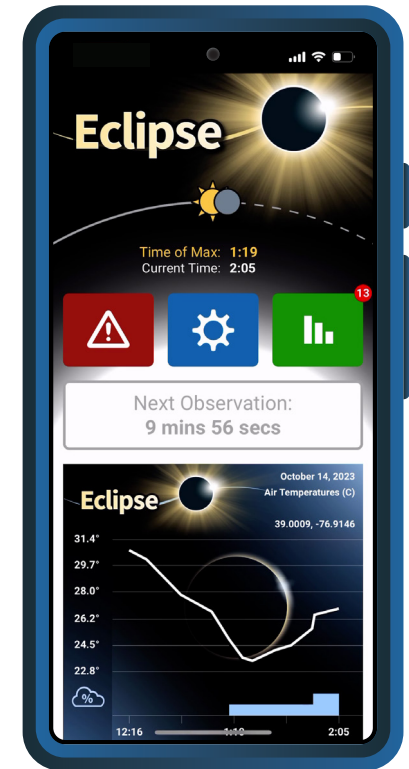 Eclipse
Time of Max: 1:19
Current Time: 2:05
13
Next Observation:
9 mins 56 secs
October 14, 2023
Eclipse
Air Temperatures (C)
39.0009, -76.9146
31.4°
29.7°
28.0°
26.2°
24.5°
22.8°
%
12:16
1:19
2:05